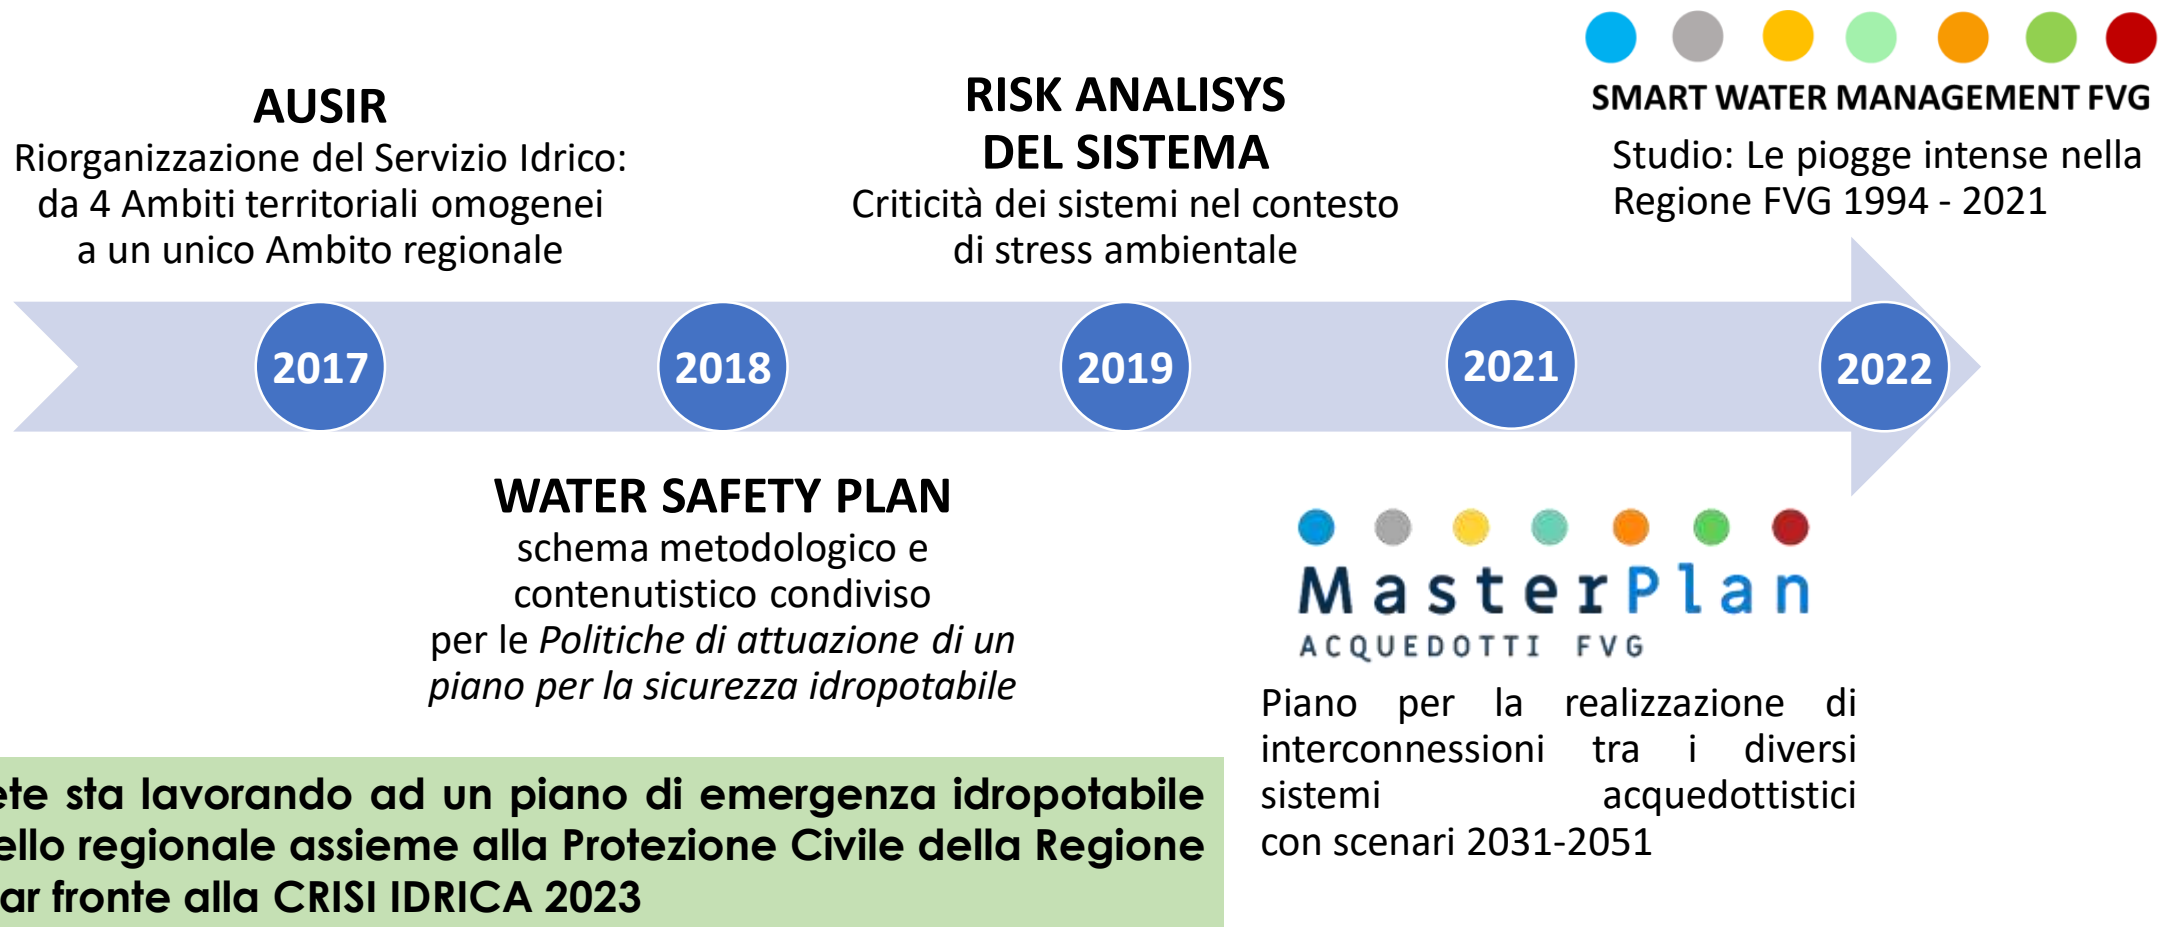 AUSIR
Riorganizzazione del Servizio Idrico:
da 4 Ambiti territoriali omogenei
a un unico Ambito regionale
RISK ANALISYS
DEL SISTEMA
Criticità dei sistemi nel contesto
di stress ambientale
SMART WATER MANAGEMENT FVG
Studio: Le piogge intense nella
Regione FVG 1994 - 2021
2017
2018
2019
2021
2022
WATER SAFETY PLAN
schema metodologico e
contenutistico condiviso
per le Politiche di attuazione di un
piano per la sicurezza idropotabile
MasterPlan
ACQUEDOTTI FVG
Piano per la realizzazione di
interconnessioni tra i diversi
sistemi acquedottistici
con scenari 2031-2051
sta lavorando ad un piano di emergenza idropotabile
regionale assieme alla Protezione Civile della Regione
fronte alla CRISI IDRICA 2023